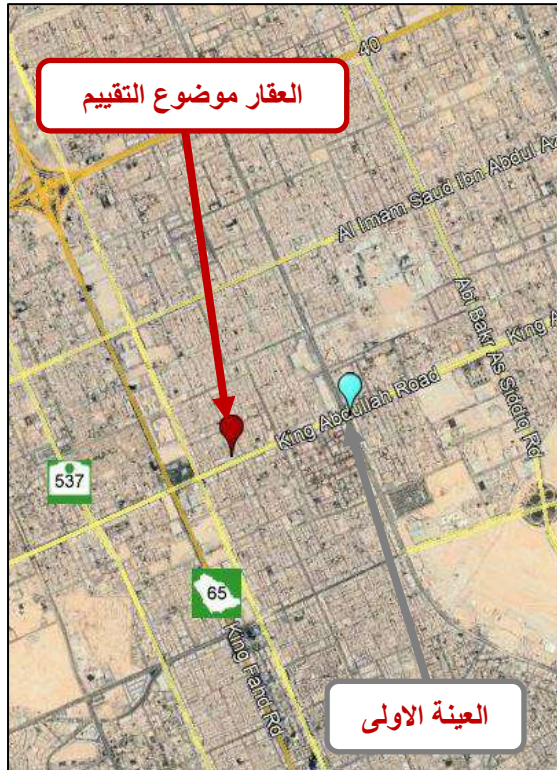 40
العقار موضوع التقييم
Al Imam Saud Ibn Abdul Az
Abi Bakr As Siddiq Rd
King A
King Abdullah Road
537
65
King Fahd Rd
العينة الاولى